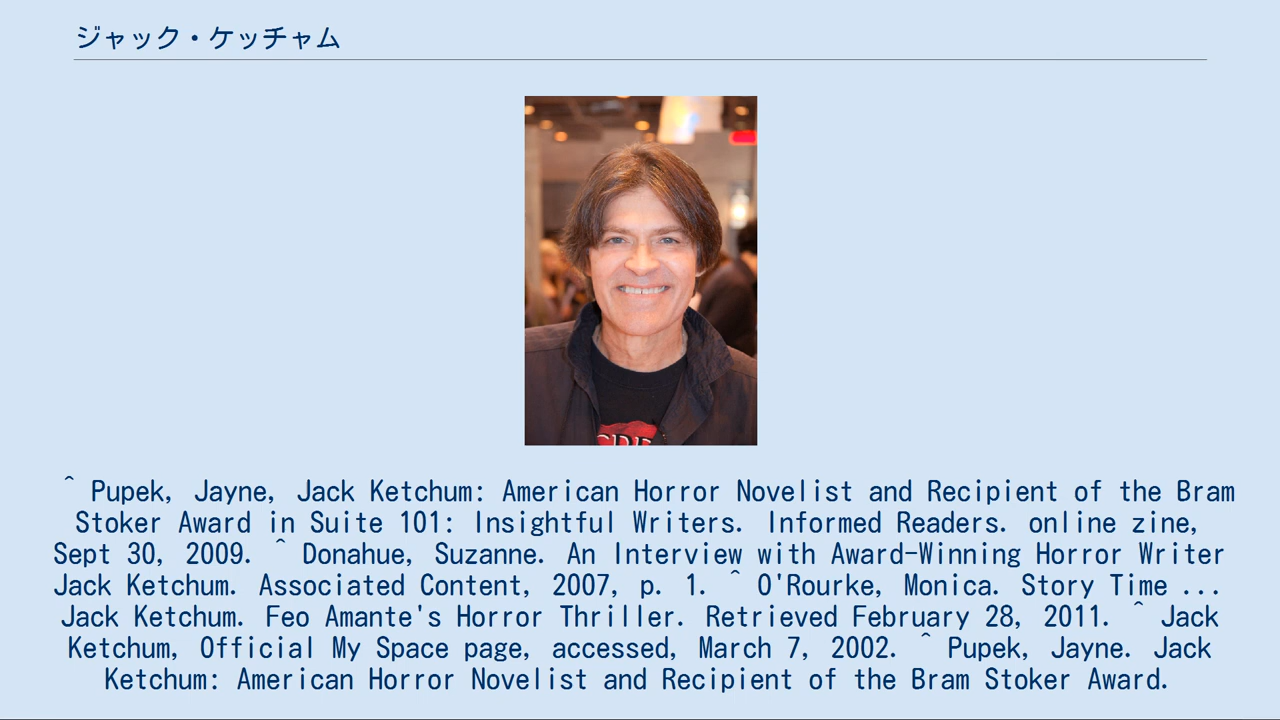 ジャック・ケッチャム
^ Pupek, Jayne, Jack Ketchum: American Horror Novelist and Recipient of the Bram
Stoker Award in Suite 101: Insightful Writers. Informed Readers. online zine,
Sept 30, 2009. ^ Donahue, Suzanne. An Interview with Award-Winning Horror Writer
Jack Ketchum. Associated Content, 2007, p. 1. ^ O'Rourke, Monica. Story Time ...
Jack Ketchum. Feo Amante's Horror Thriller. Retrieved February 28, 2011. ^ Jack
Ketchum, Official My Space page, accessed, March 7, 2002. ^ Pupek, Jayne. Jack
Ketchum: American Horror Novelist and Recipient of the Bram Stoker Award.